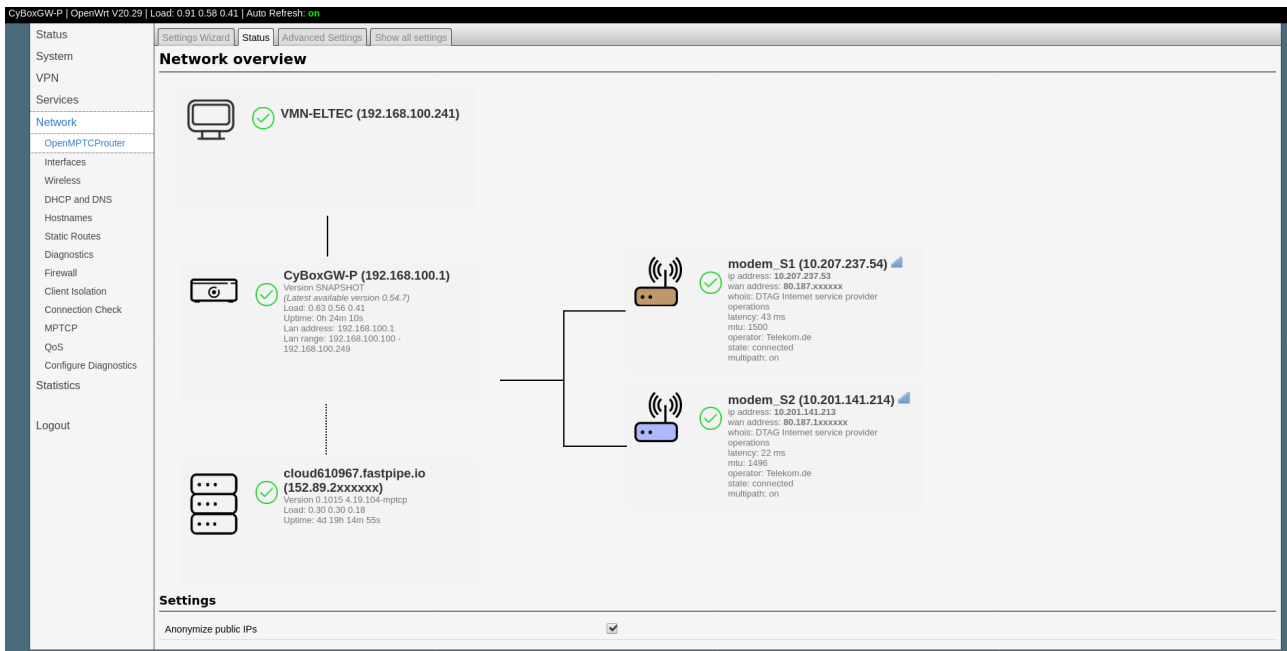 CyBoxGW-P | OpenWrt V20.29 | Load: 0.91 0.58 0.41 | Auto Refresh: on
Status
System
VPN
Services
Network
OpenMPTCProuter
Interfaces
Wireless
DHCP and DNS
Hostnames
Static Routes
Diagnostics
Firewall
Client Isolation
Connection Check
MPTCP
QoS
Configure Diagnostics
Statistics
Logout
Settings Wizard Status Advanced Settings Show all settings
Network overview
VMN-ELTEC (192.168.100.241)
CyBoxGW-P (192.168.100.1)
Version SNAPSHOT
(Latest available version 0.54.7)
Load: 0.63 0.56 0.41
Uptime: 0h 24m 10s
Lan address: 192.168.100.1
Lan range: 192.168.100.100 -
192.168.100.249
modem_S1 (10.207.237.54)
ip address: 10.207.237.53
wan address: 80.187.xxxxxx
whois: DTAG Internet service provider
operations
latency: 43 ms
mtu: 1500
operator: Telekom.de
state: connected
multipath: on
modem_S2 (10.201.141.214)
ip address: 10.201.141.213
wan address: 80.187.1xxxxxx
whois: DTAG Internet service provider
operations
latency: 22 ms
mtu: 1496
operator: Telekom.de
state: connected
multipath: on
cloud610967.fastpipe.io
(152.89.2xxxxxx)
Version 0.1015 4.19.104-mptcp
Load: 0.30 0.30 0.18
Uptime: 4d 19h 14m 55s
Settings
Anonymize public IPs